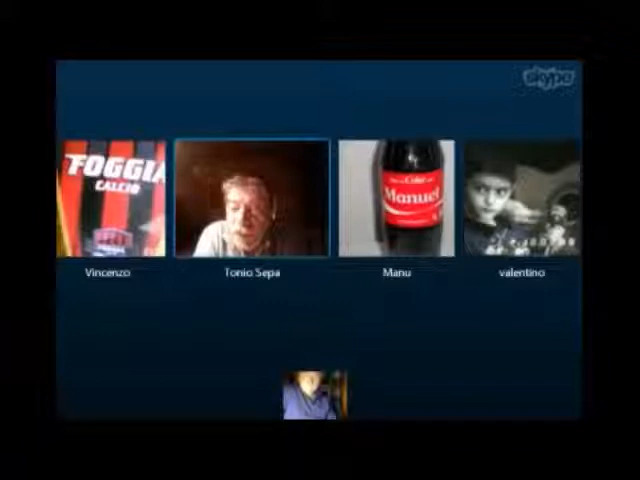 skype
FOGGIA
CALCIO
Manuel
Vincenzo
Tonio Sepa
Manu
valentino